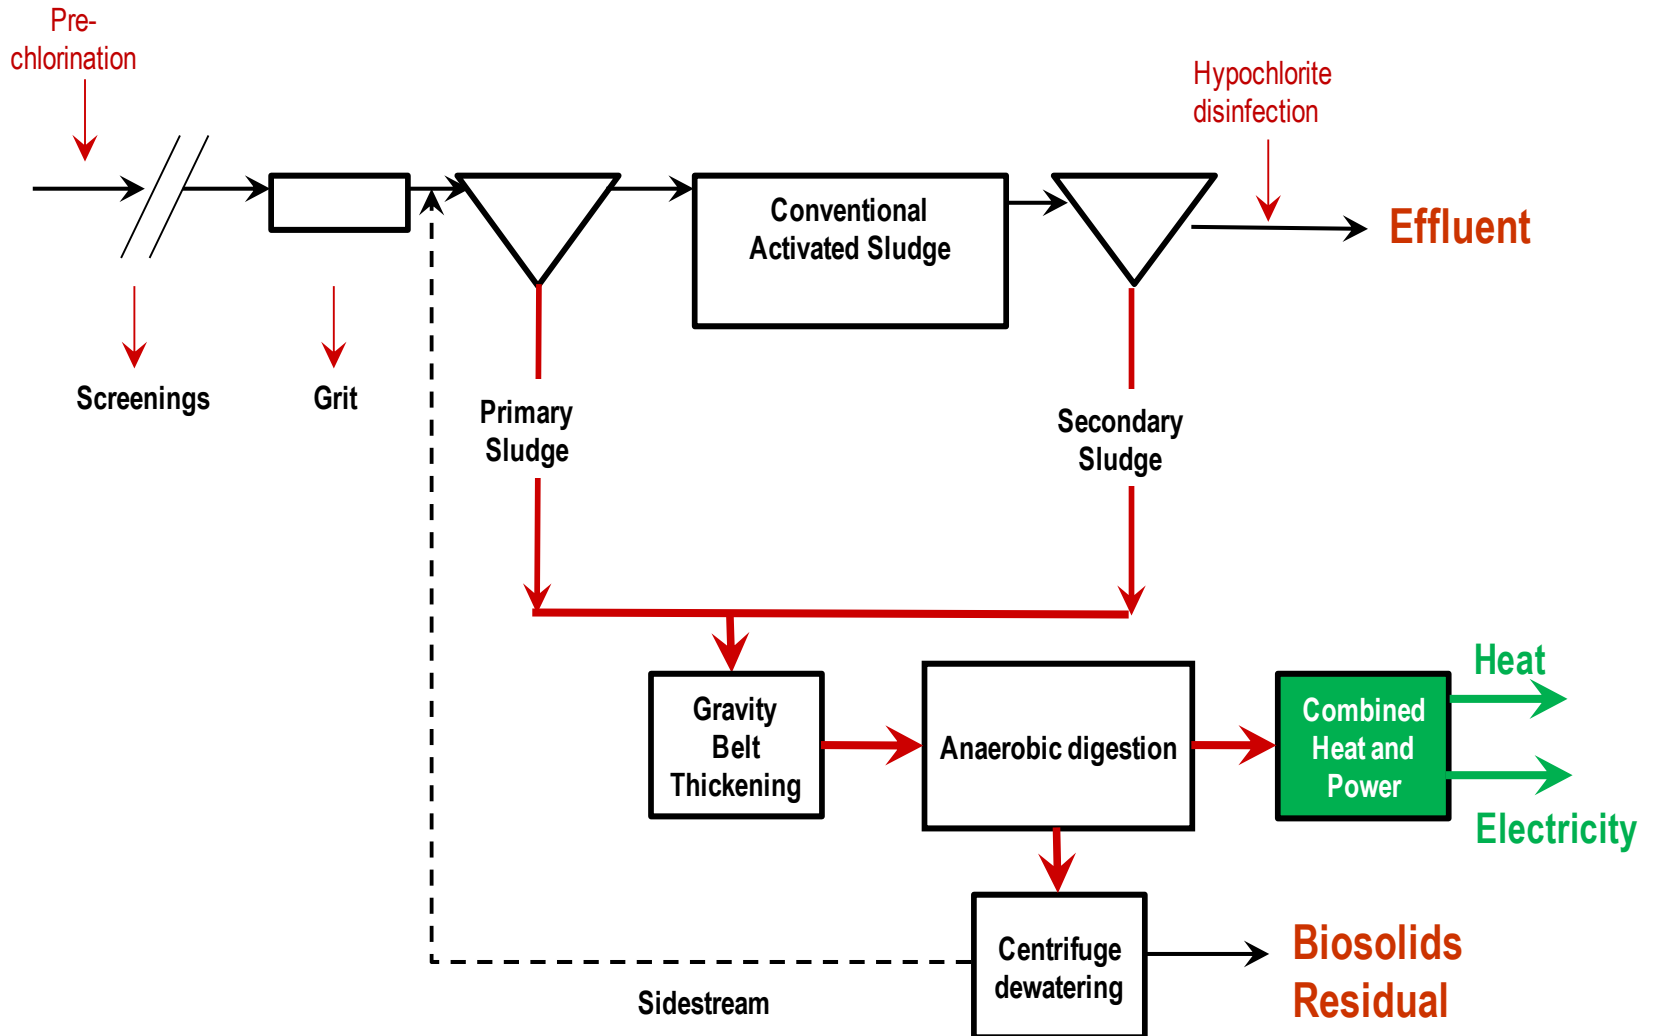 Pre-
chlorination
Hypochlorite
disinfection
Conventional
Activated Sludge
Effluent
Screenings
Grit
Primary
Sludge
Secondary
Sludge
Gravity
Belt
Thickening
Anaerobic digestion
Combined
Heat and
Power
Heat
Electricity
Centrifuge
dewatering
Biosolids
Residual
Sidestream